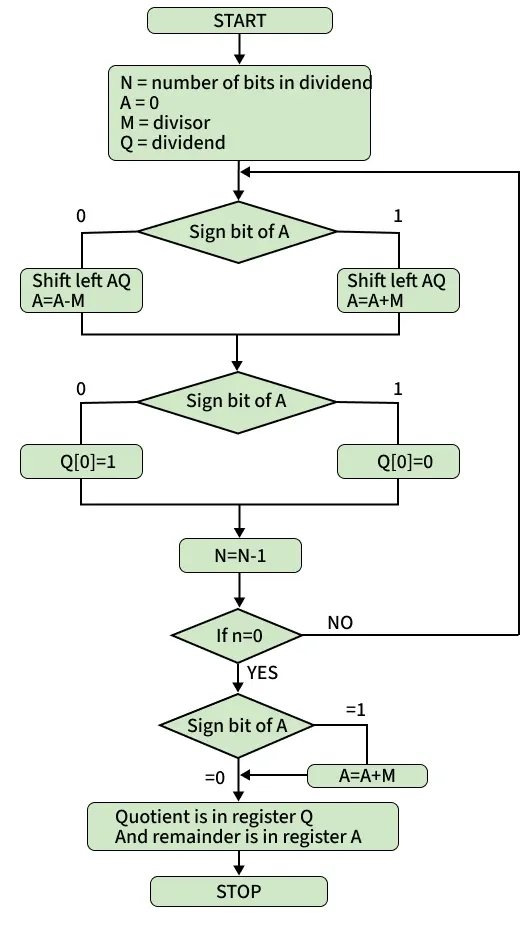 START
N = number of bits in dividend
A = 0
M = divisor
Q = dividend
Sign bit of A
0
1
Shift left AQ
A=A-M
Shift left AQ
A=A+M
Sign bit of A
0
1
Q[0]=1
Q[0]=0
N=N-1
If n=0
NO
YES
Sign bit of A
=1
A=A+M
=0
Quotient is in register Q
And remainder is in register A
STOP